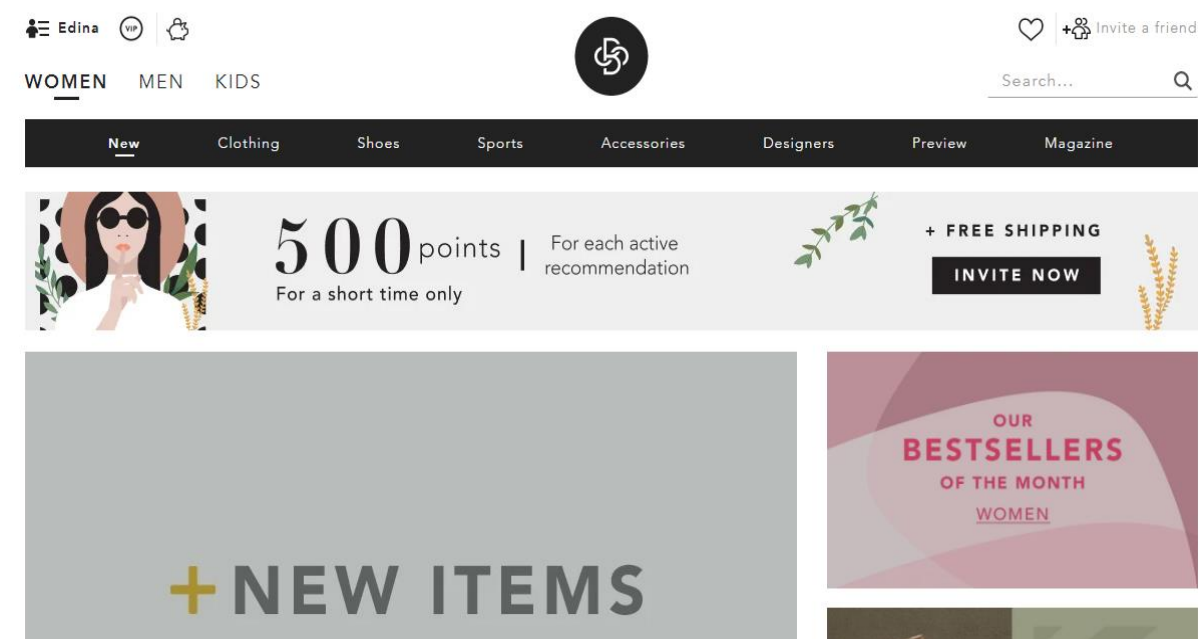 Edina
VIP
Invite a friend
WOMEN MEN KIDS
Search...
New Clothing Shoes Sports Accessories Designers Preview Magazine
500 points | For each active
recommendation
For a short time only
+ FREE SHIPPING
INVITE NOW
OUR
BESTSELLERS
OF THE MONTH
WOMEN
+NEW ITEMS